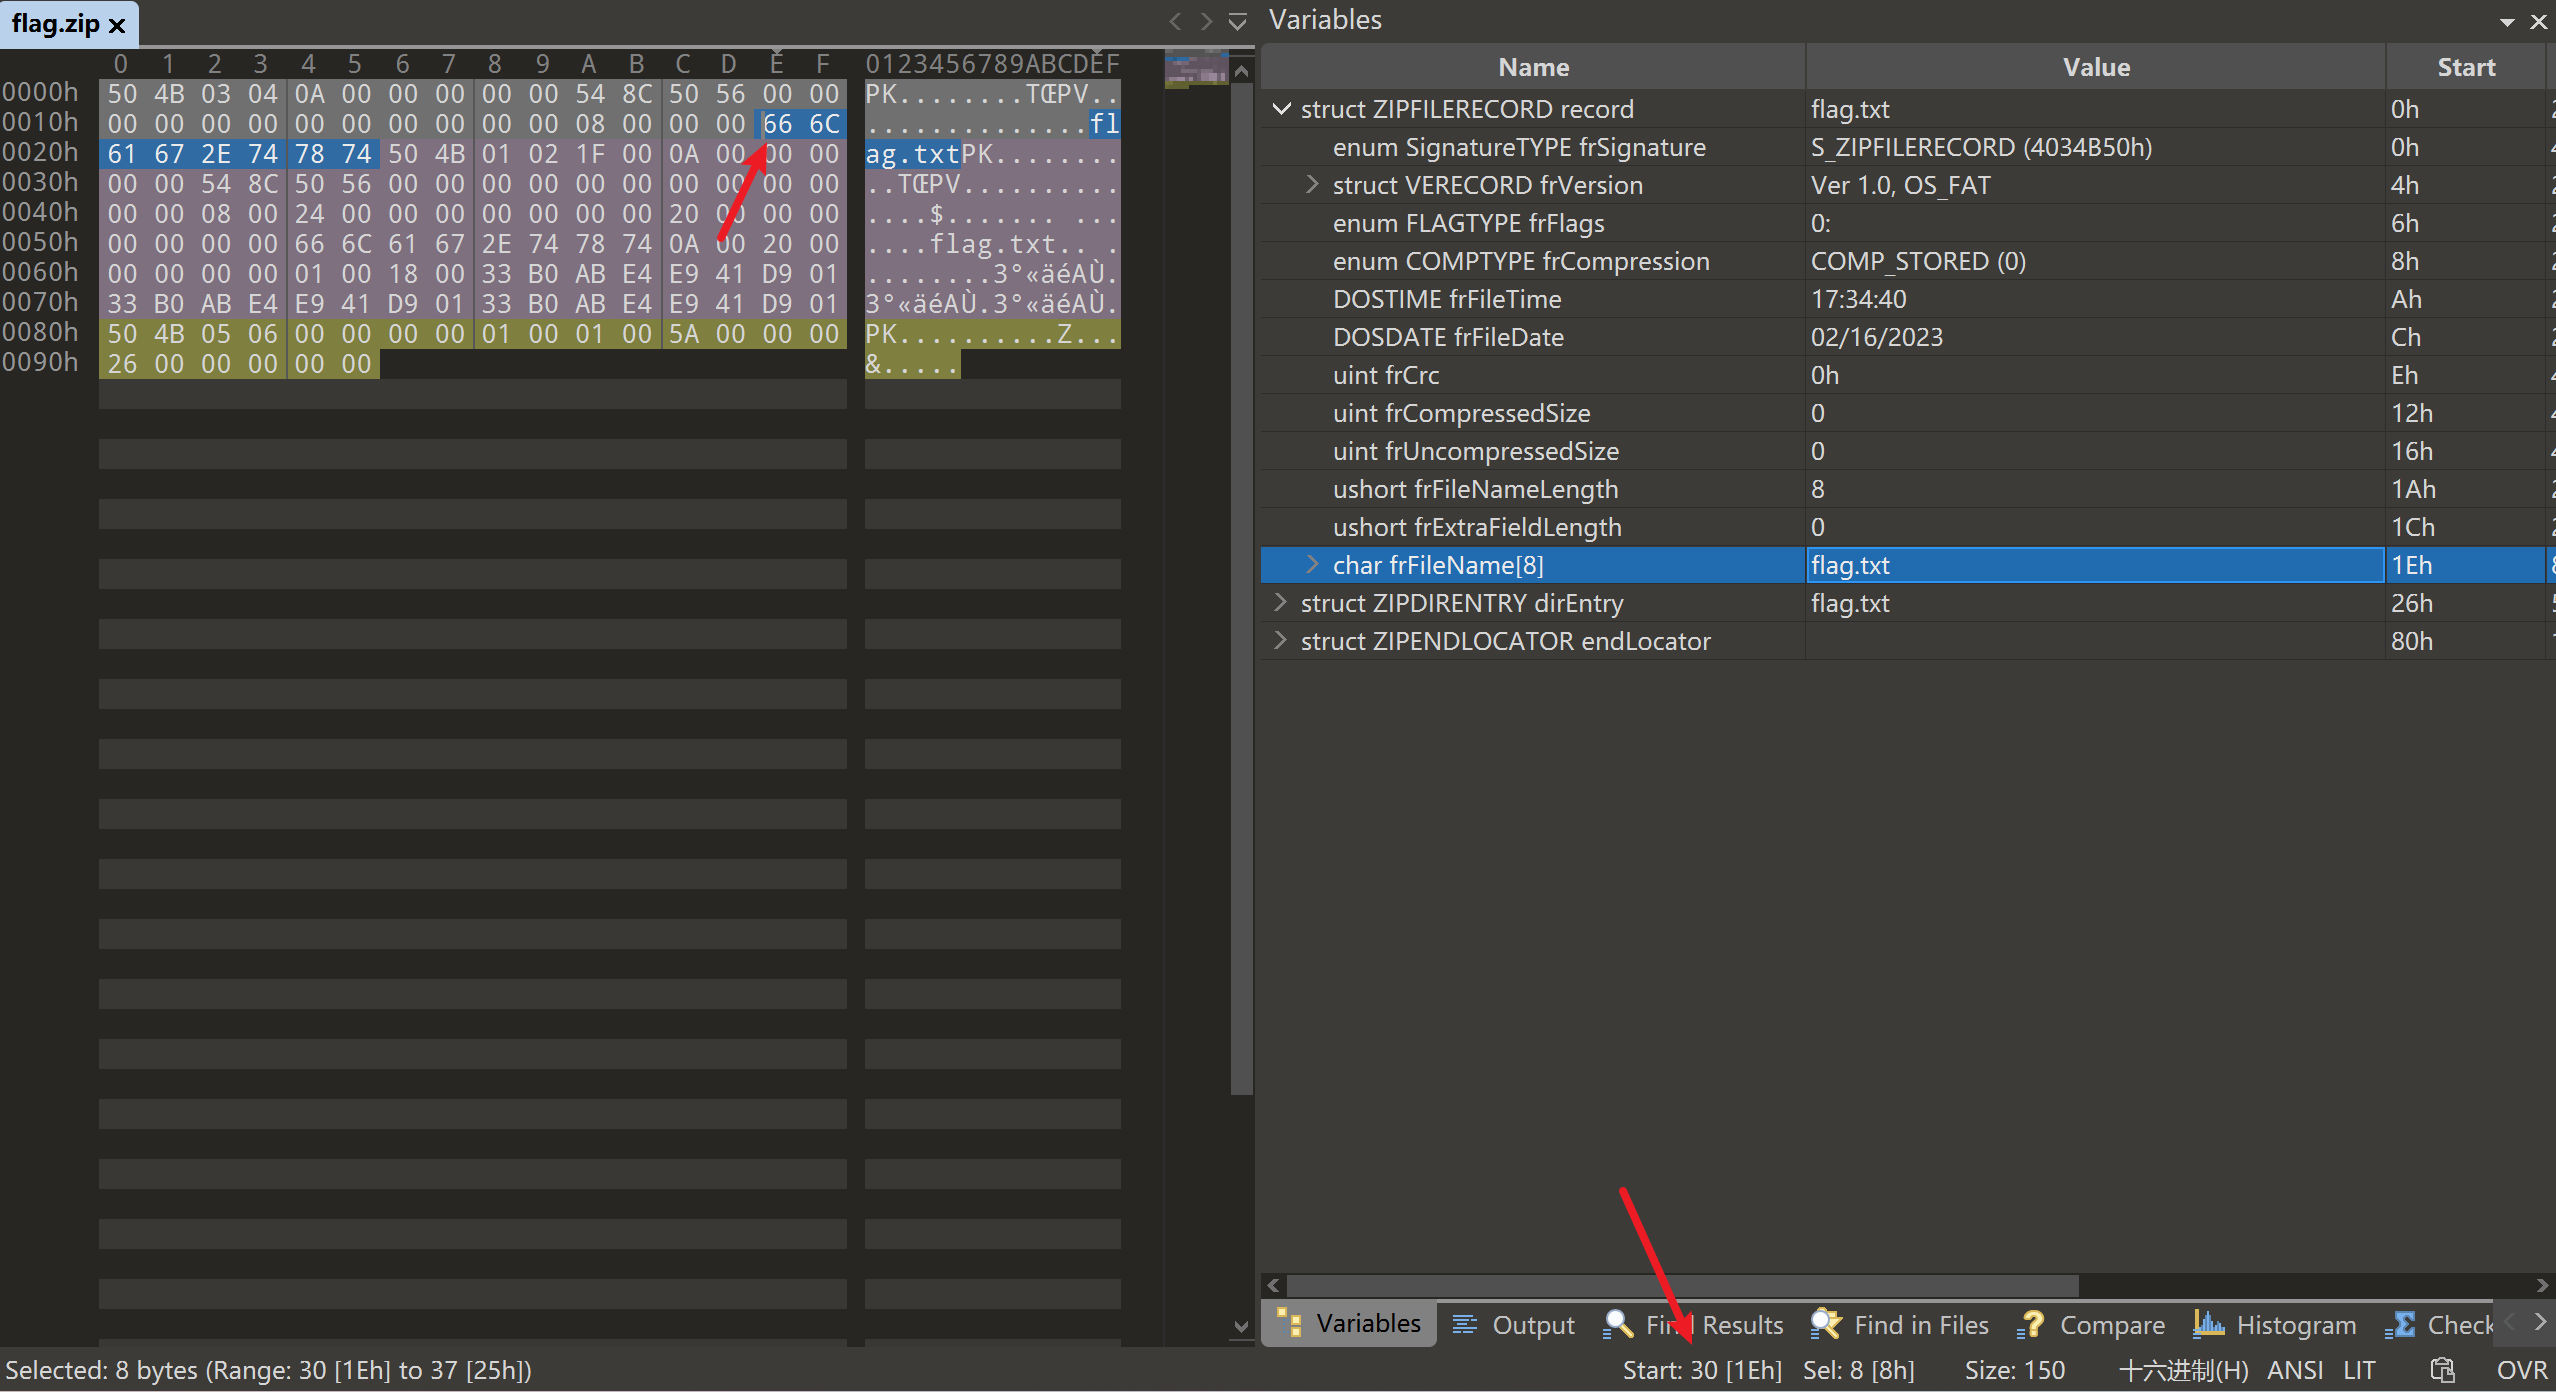 flag.zip
0 1 2 3 4 5 6 7 8 9 A B C D E F 0123456789ABCDEF
0000h 50 4B 03 04 0A 00 00 00 00 00 54 8C 50 56 00 00 PK........TŒPV..
0010h 00 00 00 00 00 00 00 00 00 00 08 00 00 00 66 6C ..............fl
0020h 61 67 2E 74 78 74 50 4B 01 02 1F 00 0A 00 00 00 ag.txtPK........
0030h 00 00 54 8C 50 56 00 00 00 00 00 00 00 00 00 00 ..TŒPV..........
0040h 00 00 08 00 24 00 00 00 00 00 00 00 20 00 00 00 ....$....... ...
0050h 00 00 00 00 66 6C 61 67 2E 74 78 74 0A 00 20 00 ....flag.txt.. .
0060h 00 00 00 00 01 00 18 00 33 B0 AB E4 E9 41 D9 01 ........3°«äéAÙ.
0070h 33 B0 AB E4 E9 41 D9 01 33 B0 AB E4 E9 41 D9 01 3°«äéAÙ.3°«äéAÙ.
0080h 50 4B 05 06 00 00 00 00 01 00 01 00 5A 00 00 00 PK..........Z...
0090h 26 00 00 00 00 00 &.....
Variables
Name Value Start
struct ZIPFILERECORD record flag.txt 0h
enum SignatureTYPE frSignature S_ZIPFILERECORD (4034B50h) 0h
struct VERECORD frVersion Ver 1.0, OS_FAT 4h
enum FLAGTYPE frFlags 0: 6h
enum COMPTYPE frCompression COMP_STORED (0) 8h
DOSTIME frFileTime 17:34:40 Ah
DOSDATE frFileDate 02/16/2023 Ch
uint frCrc 0h Eh
uint frCompressedSize 0 12h
uint frUncompressedSize 0 16h
ushort frFileNameLength 8 1Ah
ushort frExtraFieldLength 0 1Ch
char frFileName[8] flag.txt 1Eh
struct ZIPDIRENTRY dirEntry flag.txt 26h
struct ZIPENDLOCATOR endLocator 80h
Variables Output Find Results Find in Files Compare Histogram Check
Selected: 8 bytes (Range: 30 [1Eh] to 37 [25h]) Start: 30 [1Eh] Sel: 8 [8h] Size: 150 十六进制(H) ANSI LIT OVR